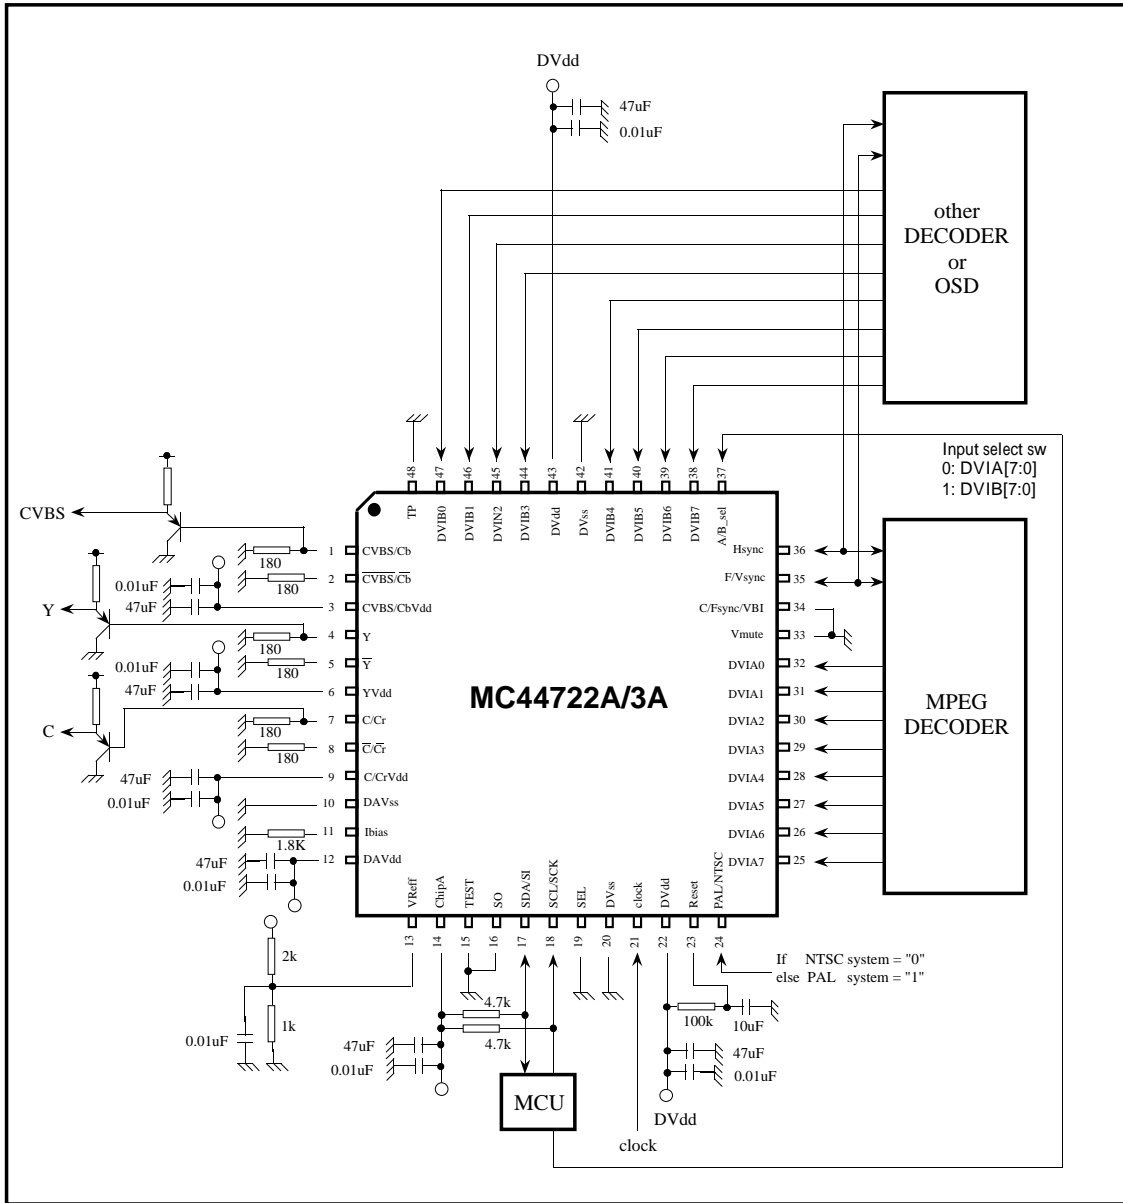 DVdd
47uF
0.01uF
other
DECODER
or
OSD
Input select sw
0: DVIA[7:0]
1: DVIB[7:0]
48
47
46
45
44
43
42
41
40
39
38
37
TP
DVIB0
DVIB1
DVIN2
DVIB3
DVdd
DVss
DVIB4
DVIB5
DVIB6
DVIB7
A/B_sel
CVBS
Y
C
180
180
0.01uF
47uF
180
180
0.01uF
47uF
180
180
47uF
0.01uF
1.8K
47uF
0.01uF
1 CVBS/Cb
2 CVBS/Cb
3 CVBS/CbVdd
4 Y
5 Y
6 YVdd
7 C/Cr
8 C/Cr
9 C/CrVdd
10 DAVss
11 Ibias
12 DAVdd
MC44722A/3A
Hsync 36
F/Vsync 35
C/Fsync/VBI 34
Vmute 33
DVIA0 32
DVIA1 31
DVIA2 30
DVIA3 29
DVIA4 28
DVIA5 27
DVIA6 26
DVIA7 25
MPEG
DECODER
VReff
ChipA
TEST
SO
SDA/SI
SCL/SCK
SEL
DVss
clock
DVdd
Reset
PAL/NTSC
13
14
15
16
17
18
19
20
21
22
23
24
If NTSC system = "0"
else PAL system = "1"
2k
1k
0.01uF
4.7k
4.7k
47uF
0.01uF
MCU
clock
100k
10uF
47uF
0.01uF
DVdd